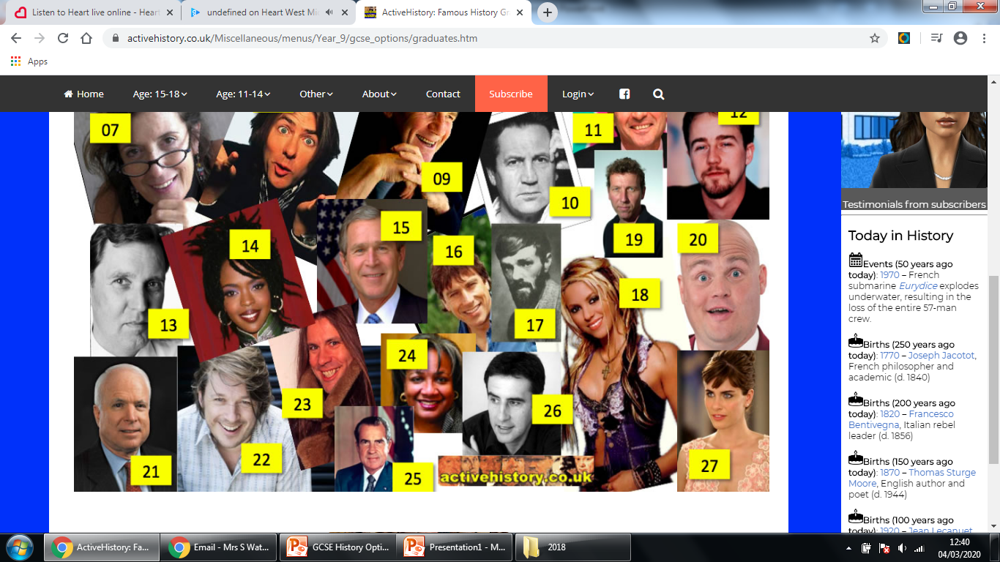 Listen to Heart live online - Heart
undefined on Heart West Mi
ActiveHistory: Famous History Gr
activehistory.co.uk/Miscellaneous/menus/Year_9/gcse_options/graduates.htm
Apps
Home
Age: 15-18
Age: 11-14
Other
About
Contact
Subscribe
Login
07
09
10
11
12
13
14
15
16
17
18
19
20
21
22
23
24
25
26
27
activehistory.co.uk
Testimonials from subscribers
Today in History
Events (50 years ago
today): 1970 – French
submarine Eurydice explodes
underwater, resulting in the
loss of the entire 57-man
crew.
Births (250 years ago
today): 1770 – Joseph Jacotot,
French philosopher and
academic (d. 1840)
Births (200 years ago
today): 1820 – Francesco
Bentivegna, Italian rebel
leader (d. 1856)
Births (150 years ago
today): 1870 – Thomas Sturge
Moore, English author and
poet (d. 1944)
Births (100 years ago
today): 1920 – Jean Lecanuet,
ActiveHistory: Fa...
Email - Mrs S Wat...
GCSE History Opti...
Presentation1 - M...
2018
12:40
04/03/2020